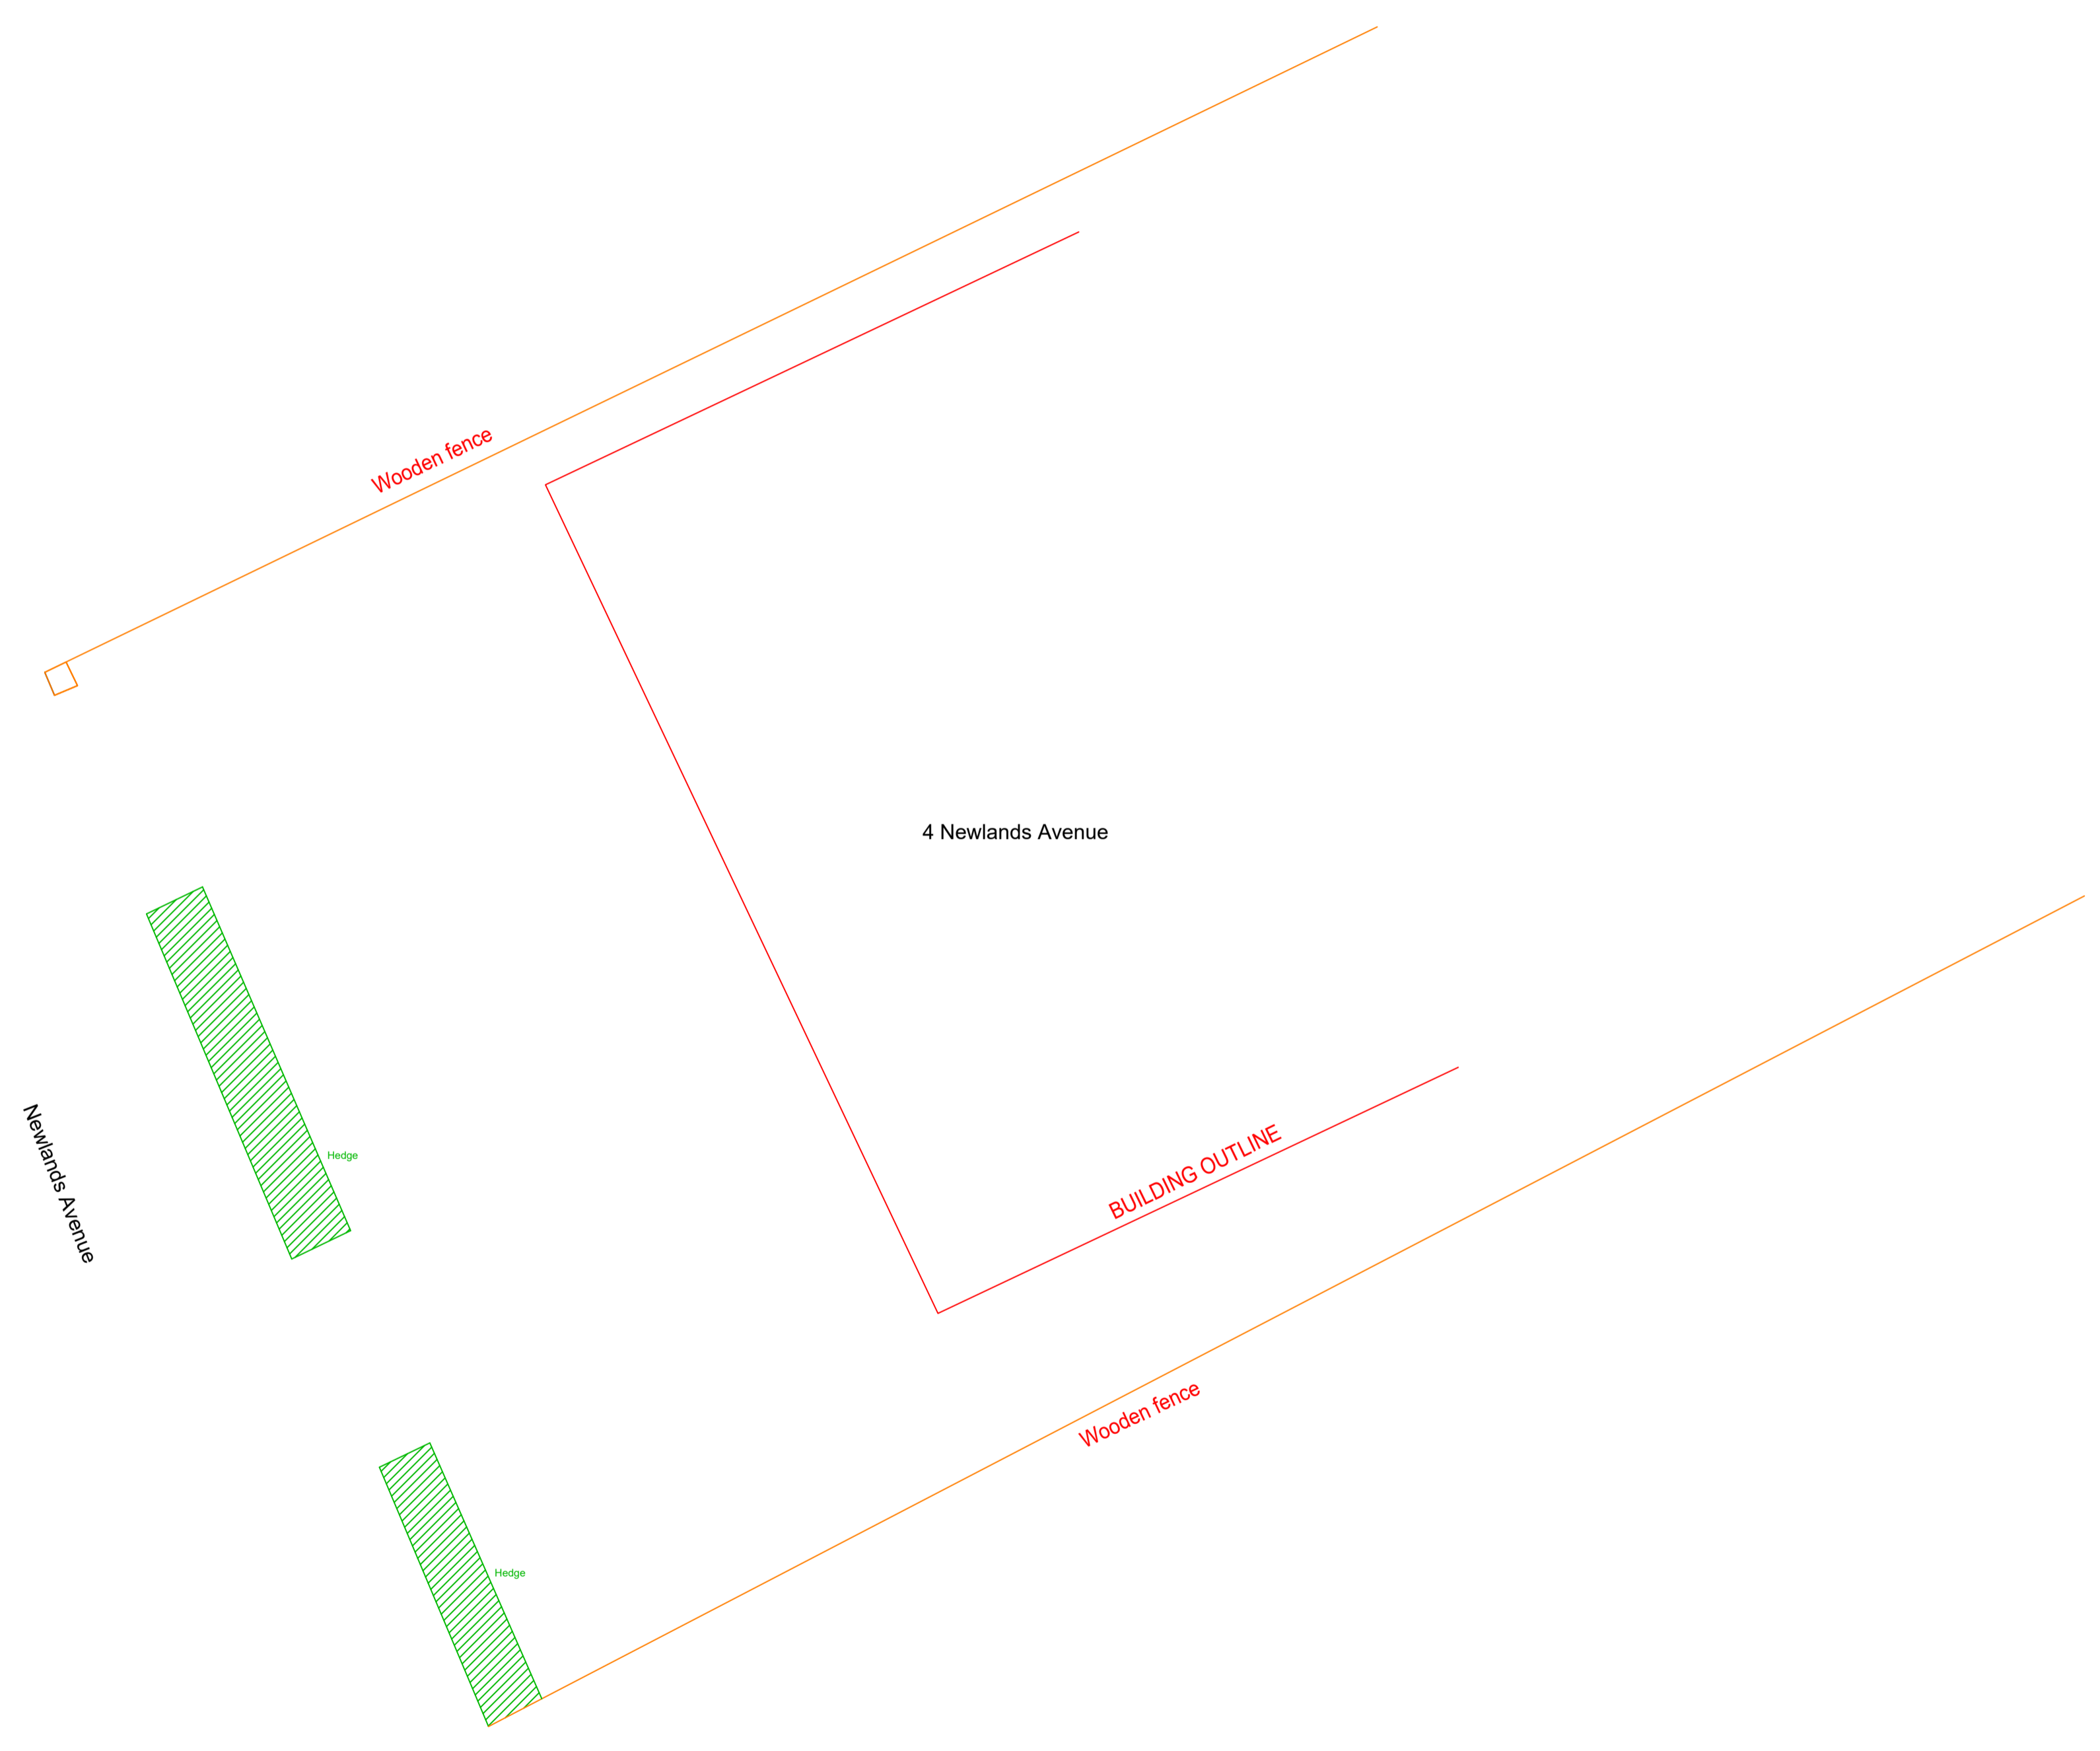 Wooden fence
4 Newlands Avenue
Newlands Avenue
Hedge
BUILDING OUTLINE
Wooden fence
Hedge